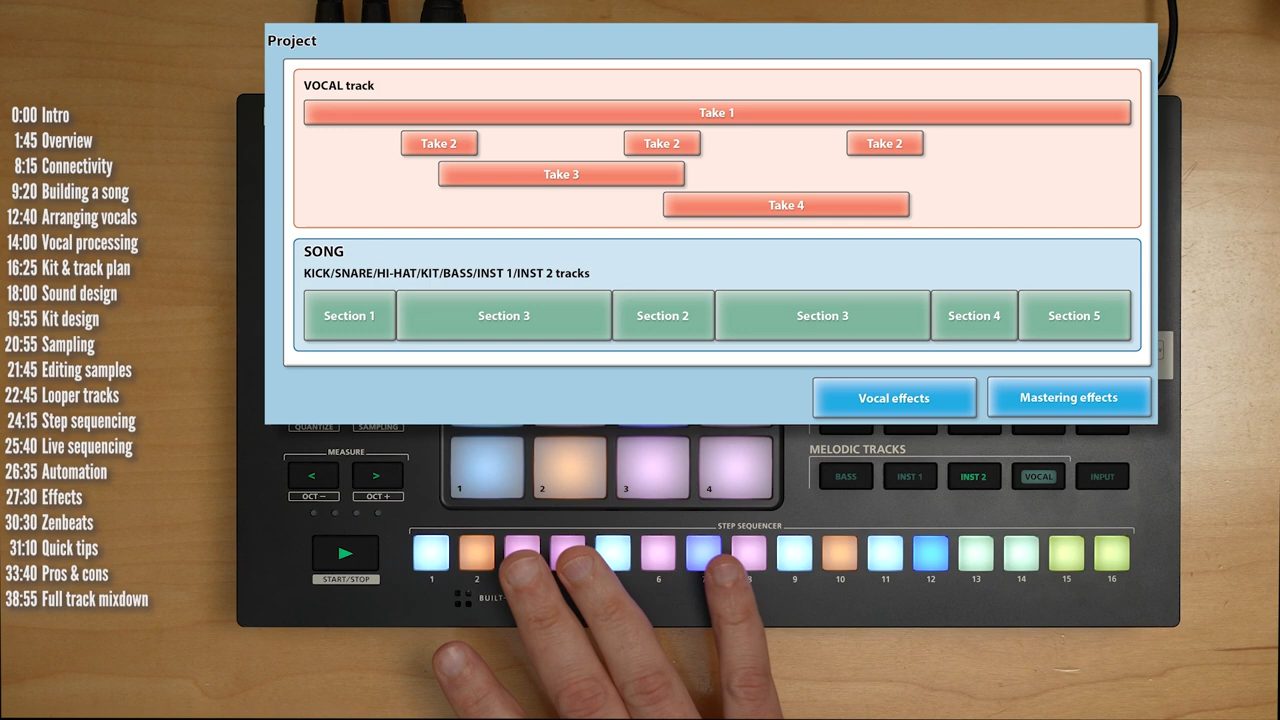 0:00 Intro
1:45 Overview
8:15 Connectivity
9:20 Building a song
12:40 Arranging vocals
14:00 Vocal processing
16:25 Kit & track plan
18:00 Sound design
19:55 Kit design
20:55 Sampling
21:45 Editing samples
22:45 Looper tracks
24:15 Step sequencing
25:40 Live sequencing
26:35 Automation
27:30 Effects
30:30 Zenbeats
31:10 Quick tips
33:40 Pros & cons
38:55 Full track mixdown
Project
VOCAL track
Take 1
Take 2 Take 2 Take 2
Take 3
Take 4
SONG
KICK/SNARE/HI-HAT/KIT/BASS/INST 1/INST 2 tracks
Section 1 Section 3 Section 2 Section 3 Section 4 Section 5
Vocal effects Mastering effects
QUANTIZE SAMPLING
MEASURE
< >
OCT − OCT +
1 2 3 4
MELODIC TRACKS
BASS INST 1 INST 2 VOCAL INPUT
STEP SEQUENCER
1 2 6 9 10 11 12 13 14 15 16
START/STOP
BUILT-